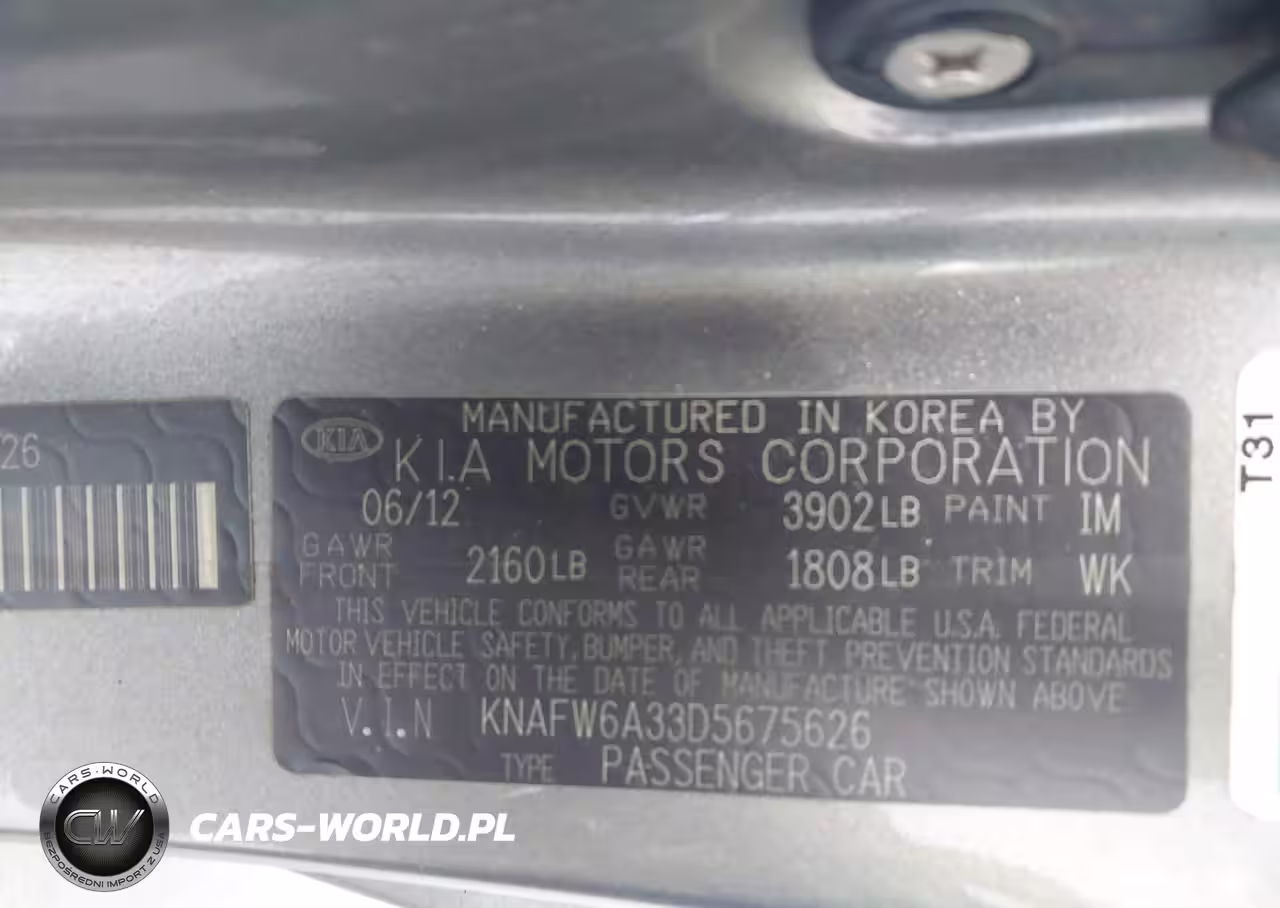 26
KIA
MANUFACTURED IN KOREA BY
KIA MOTORS CORPORATION
06/12 GVWR 3902LB PAINT IM
GAWR FRONT 2160LB GAWR REAR 1808LB TRIM WK
THIS VEHICLE CONFORMS TO ALL APPLICABLE U.S.A. FEDERAL
MOTOR VEHICLE SAFETY, BUMPER, AND THEFT PREVENTION STANDARDS
IN EFFECT ON THE DATE OF MANUFACTURE SHOWN ABOVE
V.I.N KNAFW6A33D5675626
TYPE PASSENGER CAR
T31
CARS-WORLD
CW
BEZPOŚREDNI IMPORT Z USA
CARS-WORLD.PL